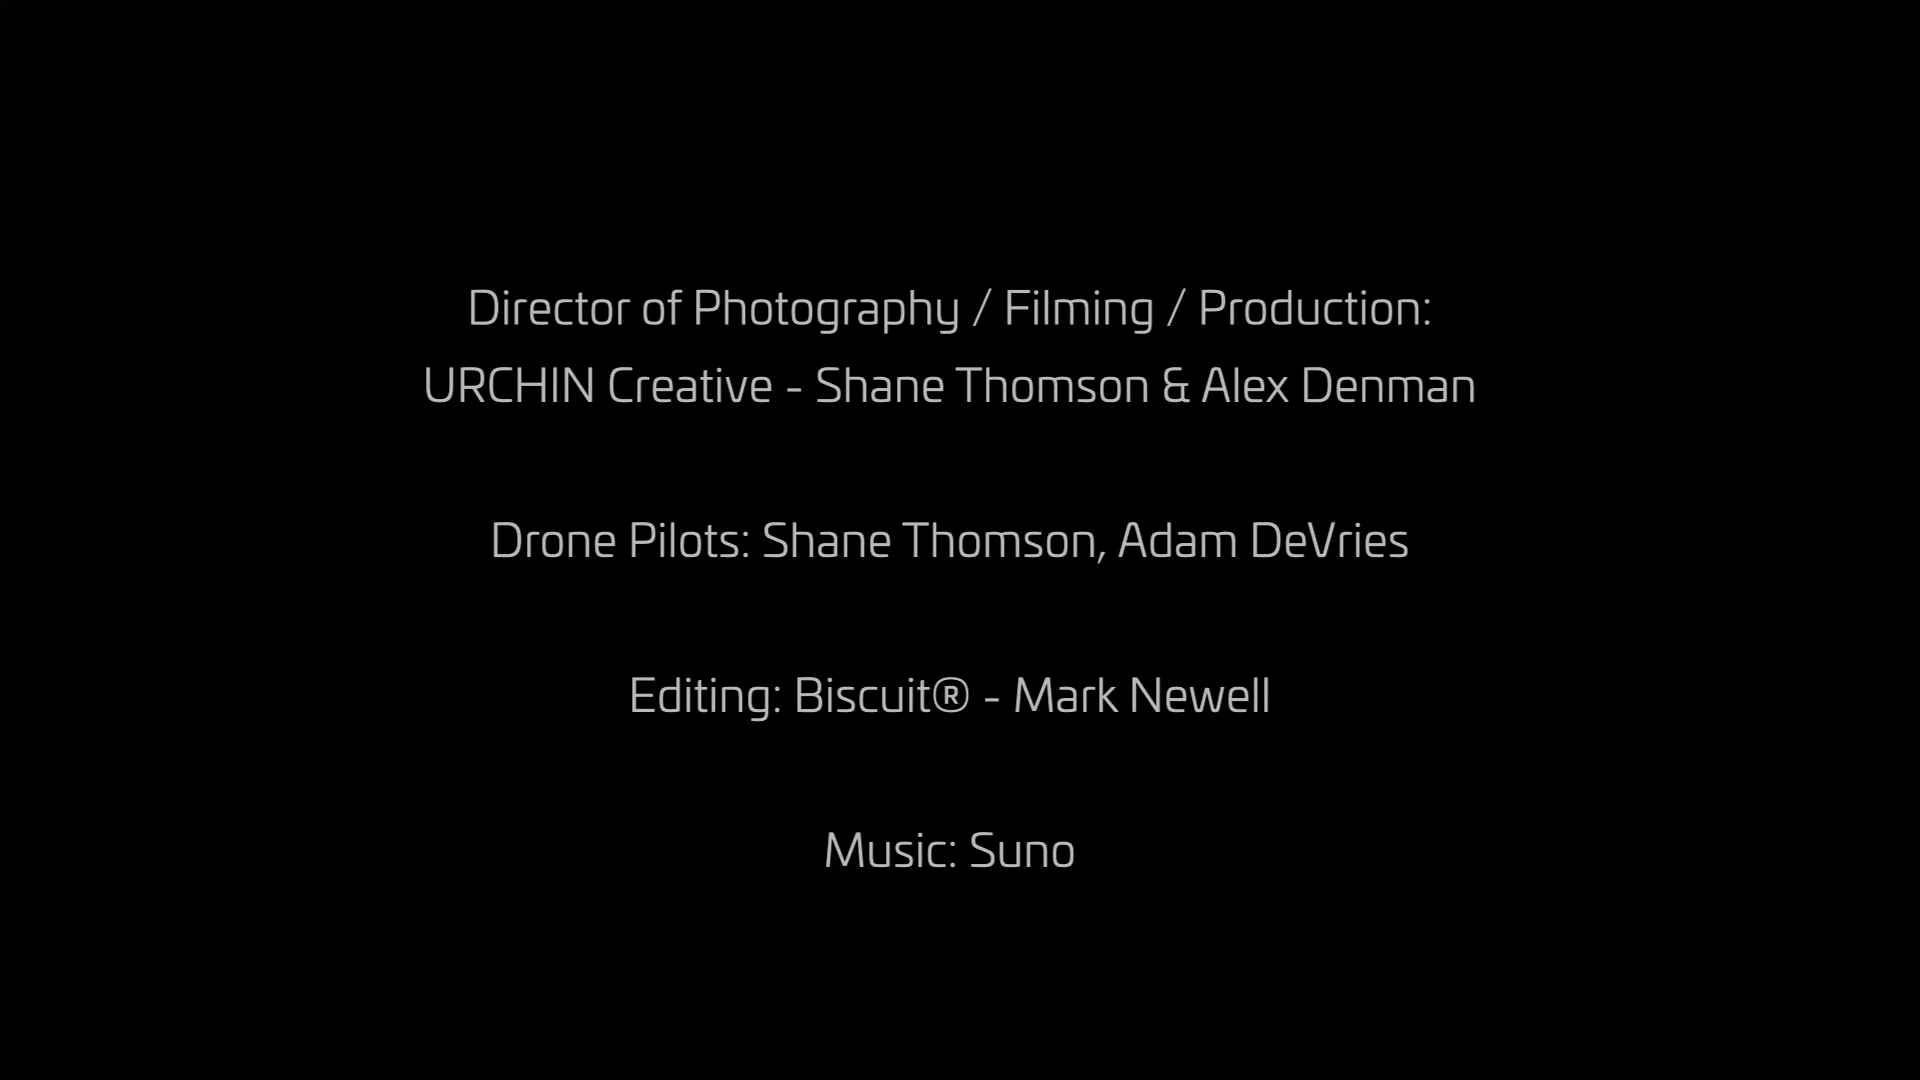 Director of Photography / Filming / Production:
URCHIN Creative - Shane Thomson & Alex Denman
Drone Pilots: Shane Thomson, Adam DeVries
Editing: Biscuit® - Mark Newell
Music: Suno